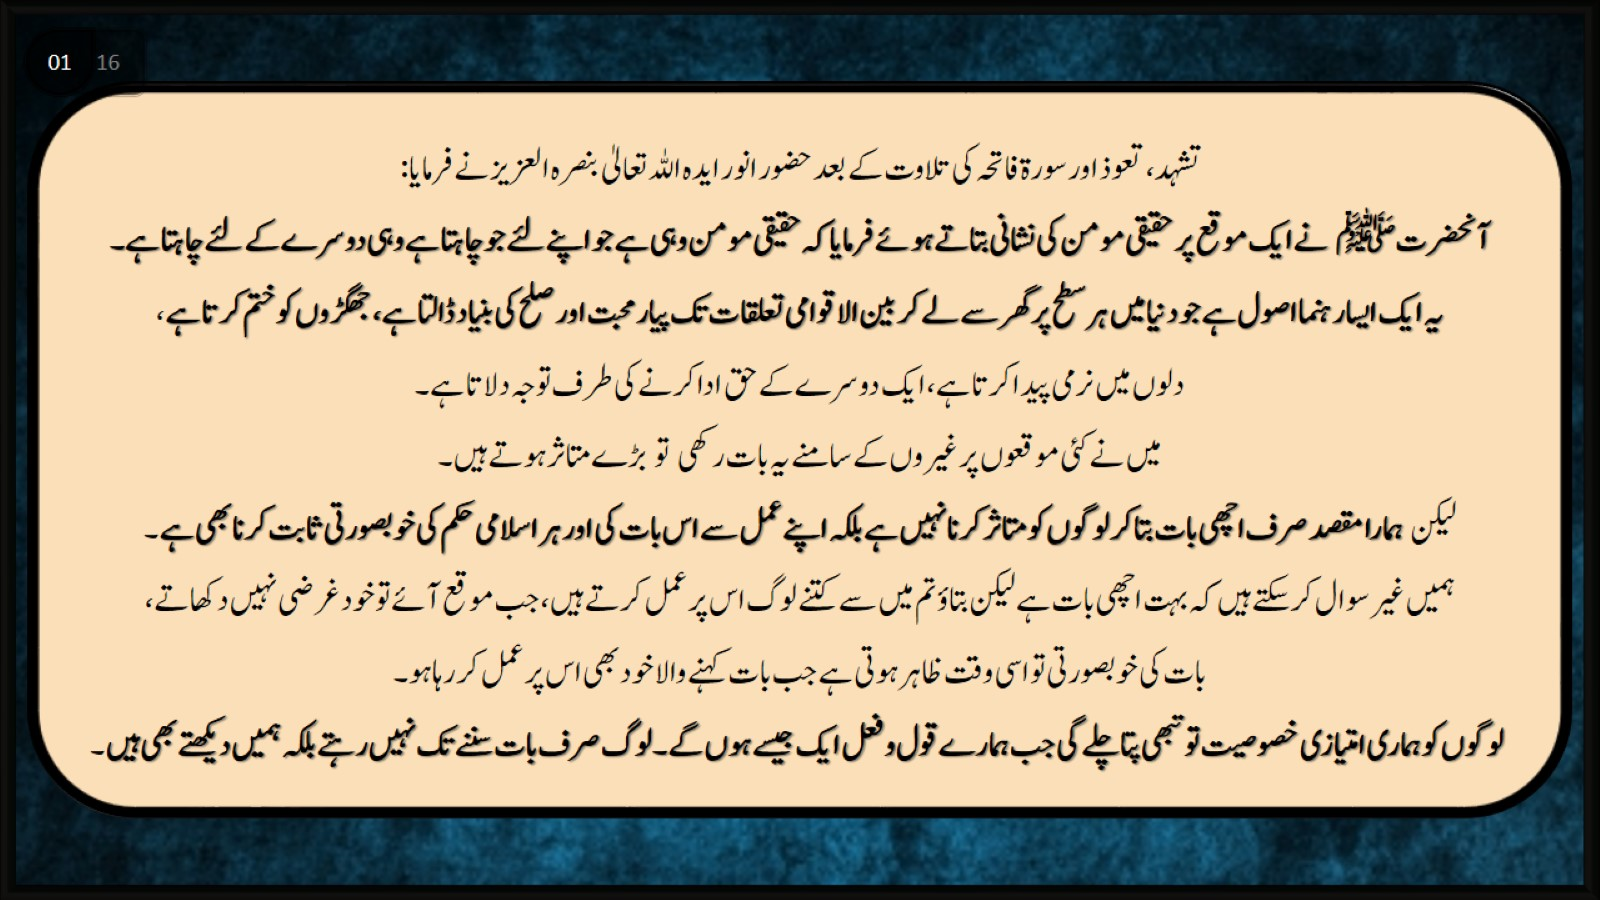 01 16
تشہد، تعوذ اور سورۃ فاتحہ کی تلاوت کے بعد حضور انور ایدہ اللہ تعالیٰ بنصرہ العزیز نے فرمایا:
آنحضرت ﷺ نے ایک موقع پر حقیقی مومن کی نشانی بتاتے ہوئے فرمایا کہ حقیقی مومن وہی ہے جو اپنے لئے جو چاہتا ہے وہی دوسرے کے لئے چاہتا ہے۔
یہ ایک ایسا رہنما اصول ہے جو دنیا میں ہر سطح پر گھر سے لے کر بین الاقوامی تعلقات تک پیار محبت اور صلح کی بنیاد ڈالتا ہے، جھگڑوں کو ختم کرتا ہے،
دلوں میں نرمی پیدا کرتا ہے، ایک دوسرے کے حق ادا کرنے کی طرف توجہ دلاتا ہے۔
میں نے کئی موقعوں پر غیروں کے سامنے یہ بات رکھی تو بڑے متاثر ہوتے ہیں۔
لیکن ہمارا مقصد صرف اچھی بات بتا کر لوگوں کو متاثر کرنا نہیں ہے بلکہ اپنے عمل سے اس بات کی اور ہر اسلامی حکم کی خوبصورتی ثابت کرنا بھی ہے۔
ہمیں غیر سوال کر سکتے ہیں کہ بہت اچھی بات ہے لیکن بتاؤ تم میں سے کتنے لوگ اس پر عمل کرتے ہیں، جب موقع آئے تو خود غرضی نہیں دکھاتے،
بات کی خوبصورتی تو اسی وقت ظاہر ہوتی ہے جب بات کہنے والا خود بھی اس پر عمل کر رہا ہو۔
لوگوں کو ہماری امتیازی خصوصیت تو تبھی پتا چلے گی جب ہمارے قول و فعل ایک جیسے ہوں گے۔ لوگ صرف بات سننے تک نہیں رہتے بلکہ ہمیں دیکھتے بھی ہیں۔